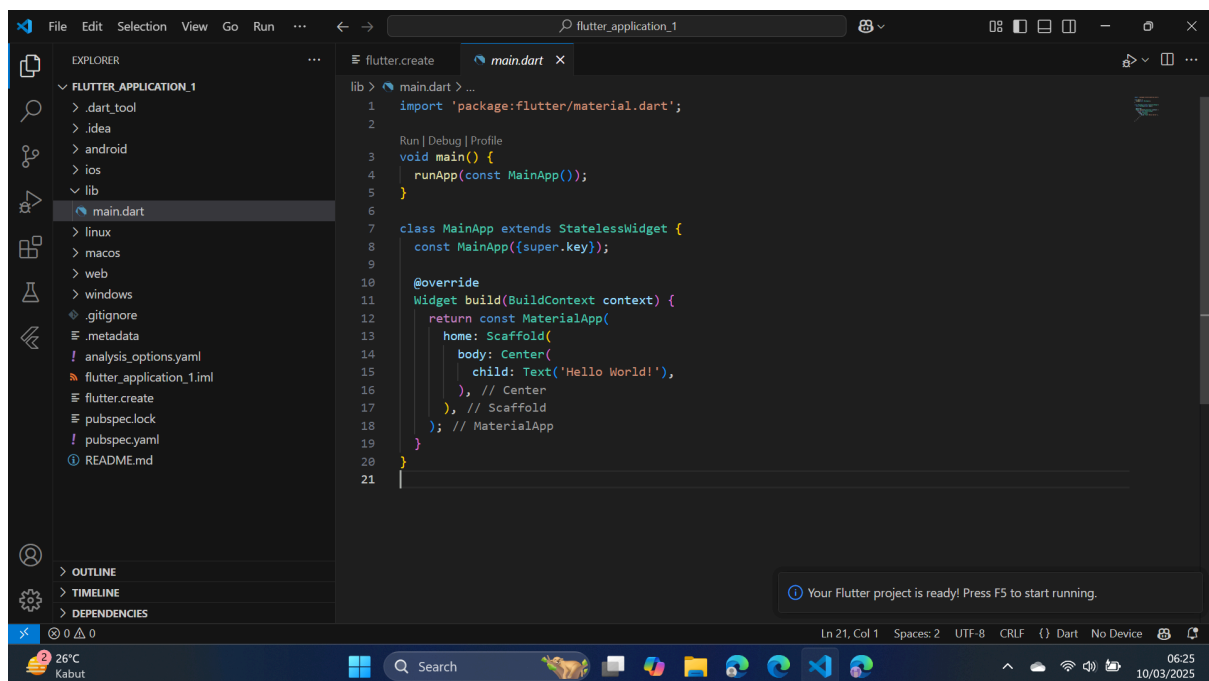 File Edit Selection View Go Run ...
flutter_application_1
EXPLORER
FLUTTER_APPLICATION_1
.dart_tool
.idea
android
ios
lib
main.dart
linux
macos
web
windows
.gitignore
.metadata
analysis_options.yaml
flutter_application_1.iml
flutter.create
pubspec.lock
pubspec.yaml
README.md
OUTLINE
TIMELINE
DEPENDENCIES
flutter.create main.dart
lib > main.dart > ...
1 import 'package:flutter/material.dart';
2
Run | Debug | Profile
3 void main() {
4 runApp(const MainApp());
5 }
6
7 class MainApp extends StatelessWidget {
8 const MainApp({super.key});
9
10 @override
11 Widget build(BuildContext context) {
12 return const MaterialApp(
13 home: Scaffold(
14 body: Center(
15 child: Text('Hello World!'),
16 ), // Center
17 ), // Scaffold
18 ); // MaterialApp
19 }
20 }
21
Your Flutter project is ready! Press F5 to start running.
0 0 Ln 21, Col 1 Spaces: 2 UTF-8 CRLF {} Dart No Device
2
26°C
Kabut
Search
06:25
10/03/2025